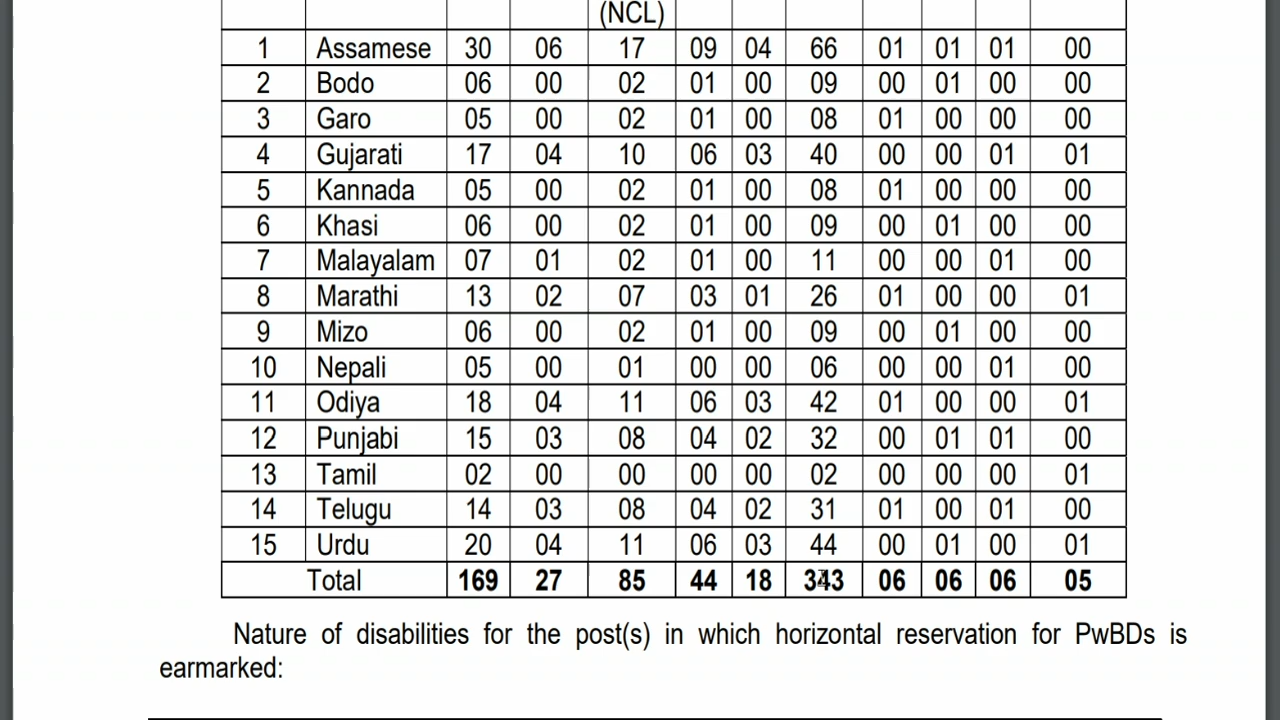 (NCL)
1 Assamese 30 06 17 09 04 66 01 01 01 00
2 Bodo 06 00 02 01 00 09 00 01 00 00
3 Garo 05 00 02 01 00 08 01 00 00 00
4 Gujarati 17 04 10 06 03 40 00 00 01 01
5 Kannada 05 00 02 01 00 08 01 00 00 00
6 Khasi 06 00 02 01 00 09 00 01 00 00
7 Malayalam 07 01 02 01 00 11 00 00 01 00
8 Marathi 13 02 07 03 01 26 01 00 00 01
9 Mizo 06 00 02 01 00 09 00 01 00 00
10 Nepali 05 00 01 00 00 06 00 00 01 00
11 Odiya 18 04 11 06 03 42 01 00 00 01
12 Punjabi 15 03 08 04 02 32 00 01 01 00
13 Tamil 02 00 00 00 00 02 00 00 00 01
14 Telugu 14 03 08 04 02 31 01 00 01 00
15 Urdu 20 04 11 06 03 44 00 01 00 01
Total 169 27 85 44 18 343 06 06 06 05
Nature of disabilities for the post(s) in which horizontal reservation for PwBDs is
earmarked: